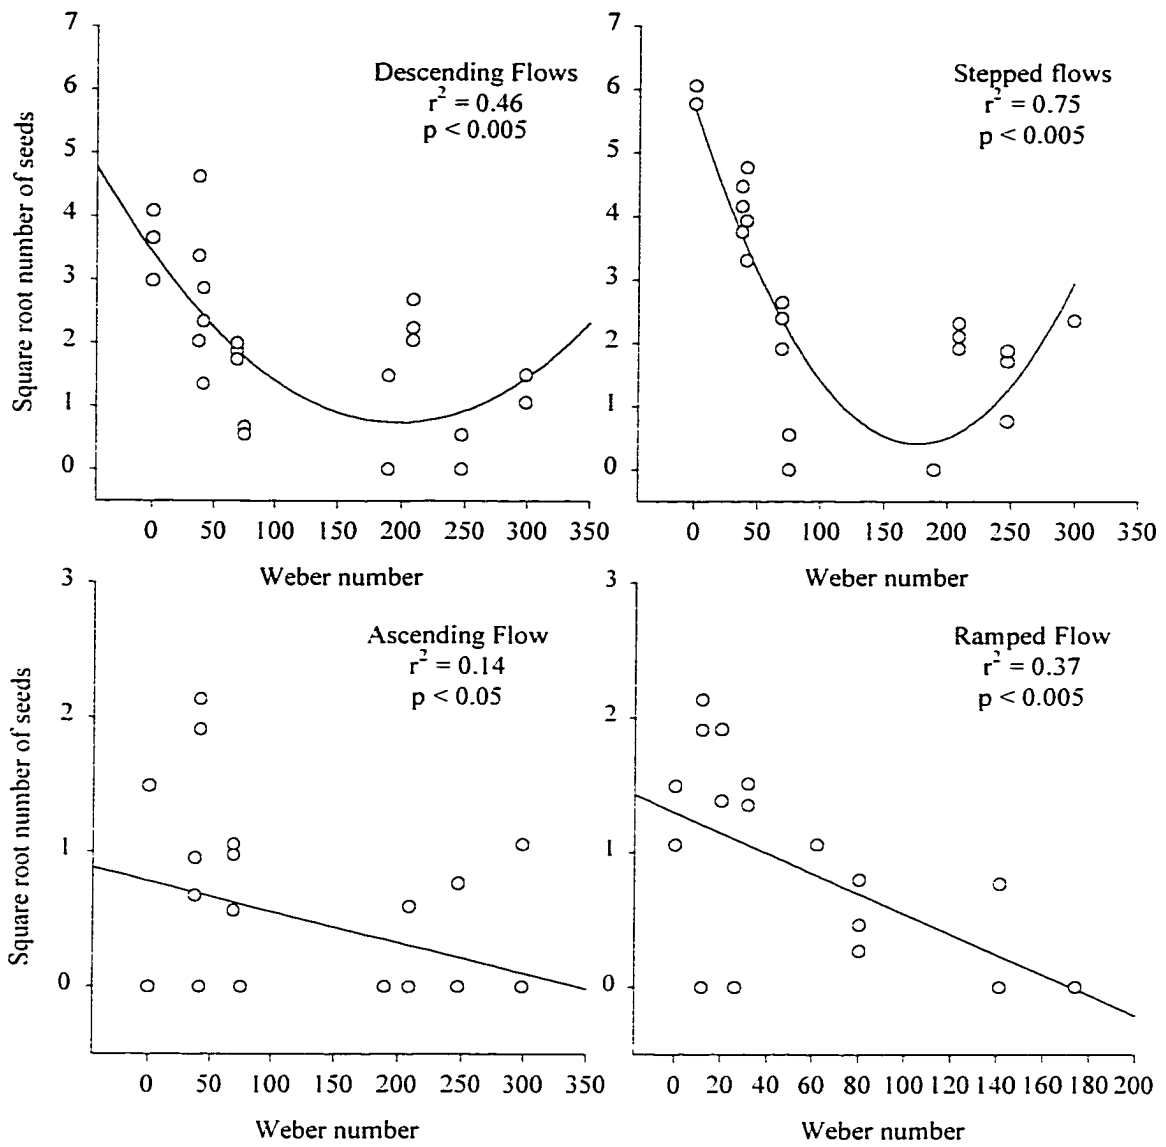 7
6
5
4
3
2
1
0
Square root number of seeds
Descending Flows
r² = 0.46
p < 0.005
0 50 100 150 200 250 300 350
Weber number
7
6
5
4
3
2
1
0
Stepped flows
r² = 0.75
p < 0.005
0 50 100 150 200 250 300 350
Weber number
3
2
1
0
Square root number of seeds
Ascending Flow
r² = 0.14
p < 0.05
0 50 100 150 200 250 300 350
Weber number
3
2
1
0
Ramped Flow
r² = 0.37
p < 0.005
0 20 40 60 80 100 120 140 160 180 200
Weber number